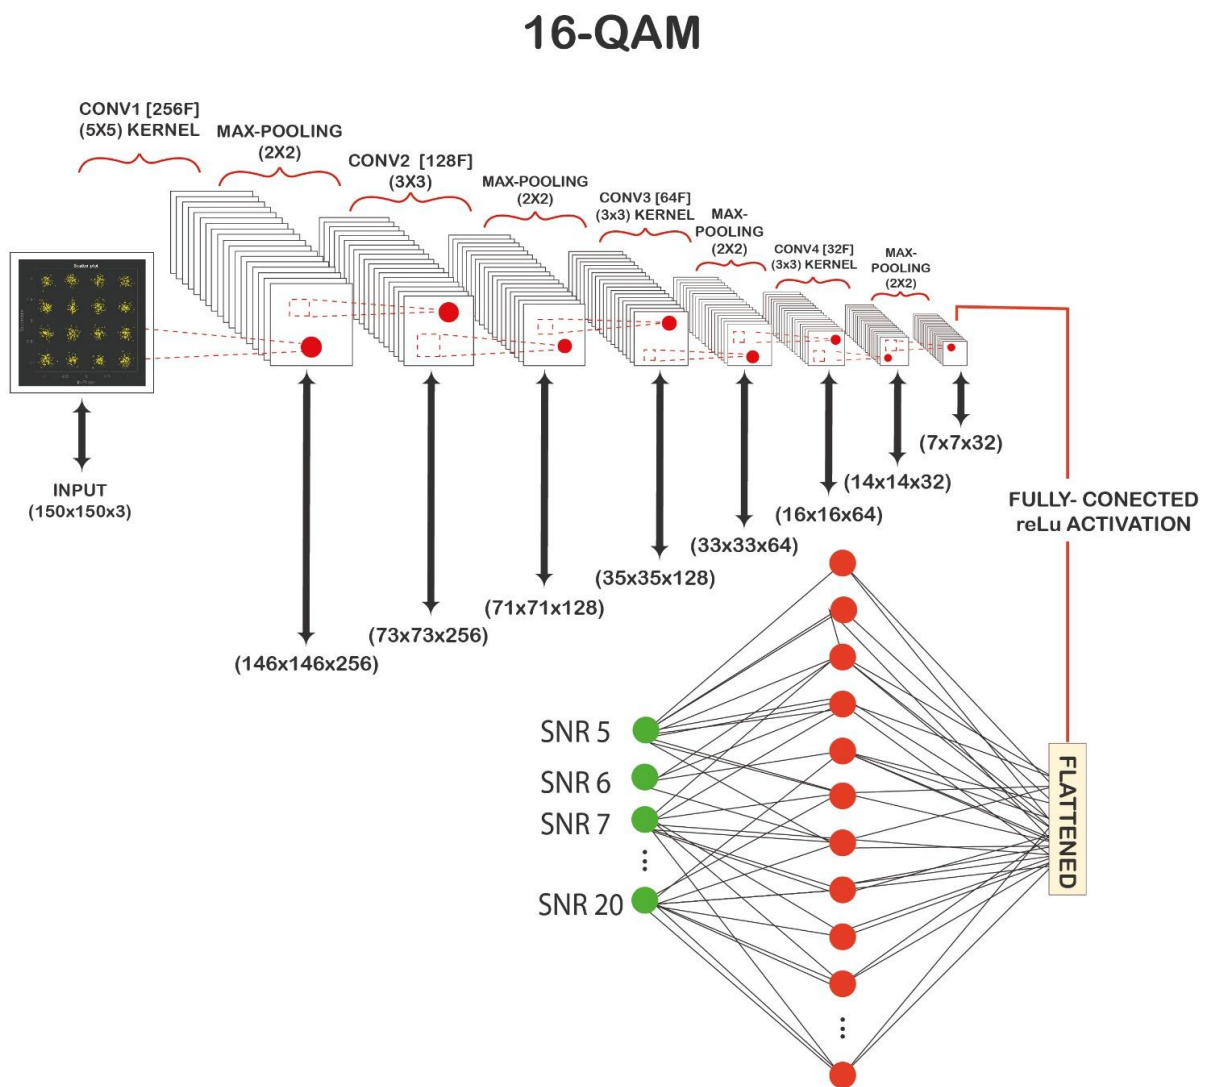 16-QAM
CONV1 [256F]
(5X5) KERNEL
MAX-POOLING
(2X2)
CONV2 [128F]
(3X3)
MAX-POOLING
(2X2)
CONV3 [64F]
(3x3) KERNEL
MAX-
POOLING
(2X2)
CONV4 [32F]
(3x3) KERNEL
MAX-
POOLING
(2X2)
Scatter plot
INPUT
(150x150x3)
(146x146x256)
(73x73x256)
(71x71x128)
(35x35x128)
(33x33x64)
(16x16x64)
(14x14x32)
(7x7x32)
FULLY- CONECTED
reLu ACTIVATION
FLATTENED
SNR 5
SNR 6
SNR 7
...
SNR 20
...